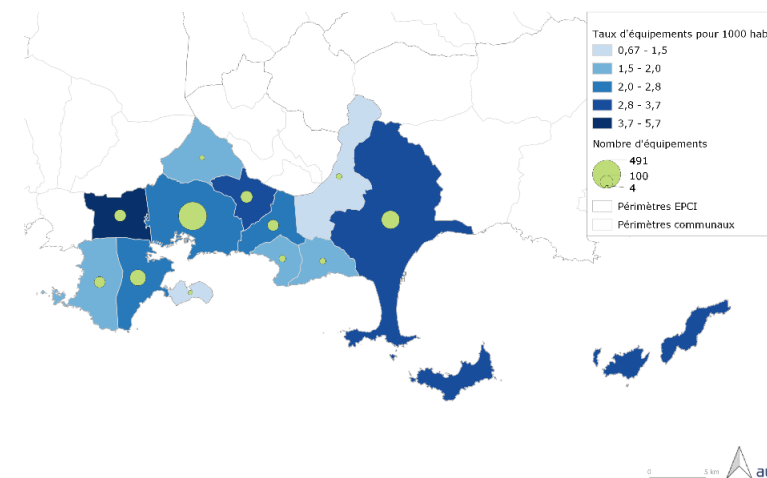 Taux d'équipements pour 1000 hab
0,67 - 1,5
1,5 - 2,0
2,0 - 2,8
2,8 - 3,7
3,7 - 5,7
Nombre d'équipements
491
100
4
Périmètres EPCI
Périmètres communaux
0 5 km
au